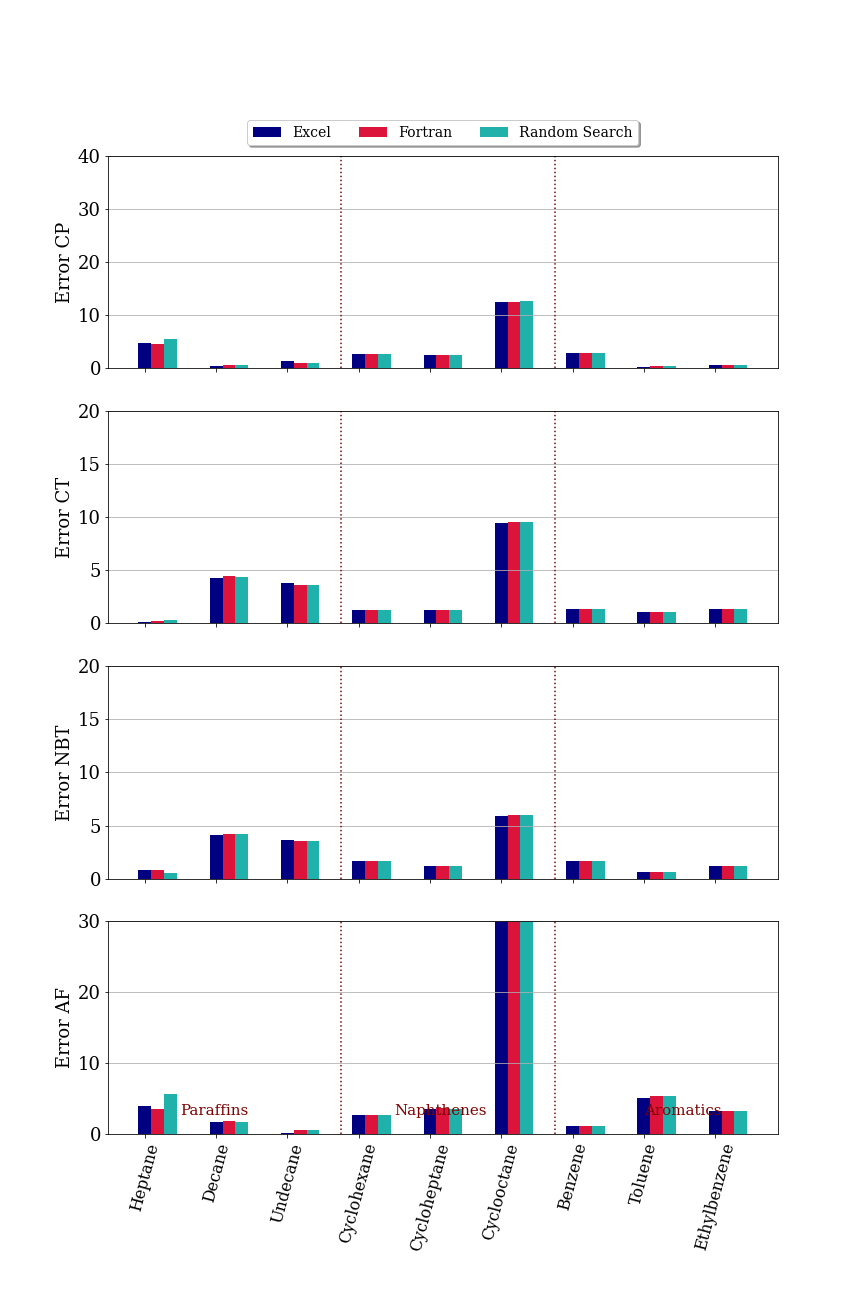 Excel Fortran Random Search
40
30
20
10
0
Error CP
20
15
10
5
0
Error CT
20
15
10
5
0
Error NBT
30
20
10
0
Error AF
Paraffins Naphthenes Aromatics
Heptane Decane Undecane Cyclohexane Cycloheptane Cyclooctane Benzene Toluene Ethylbenzene